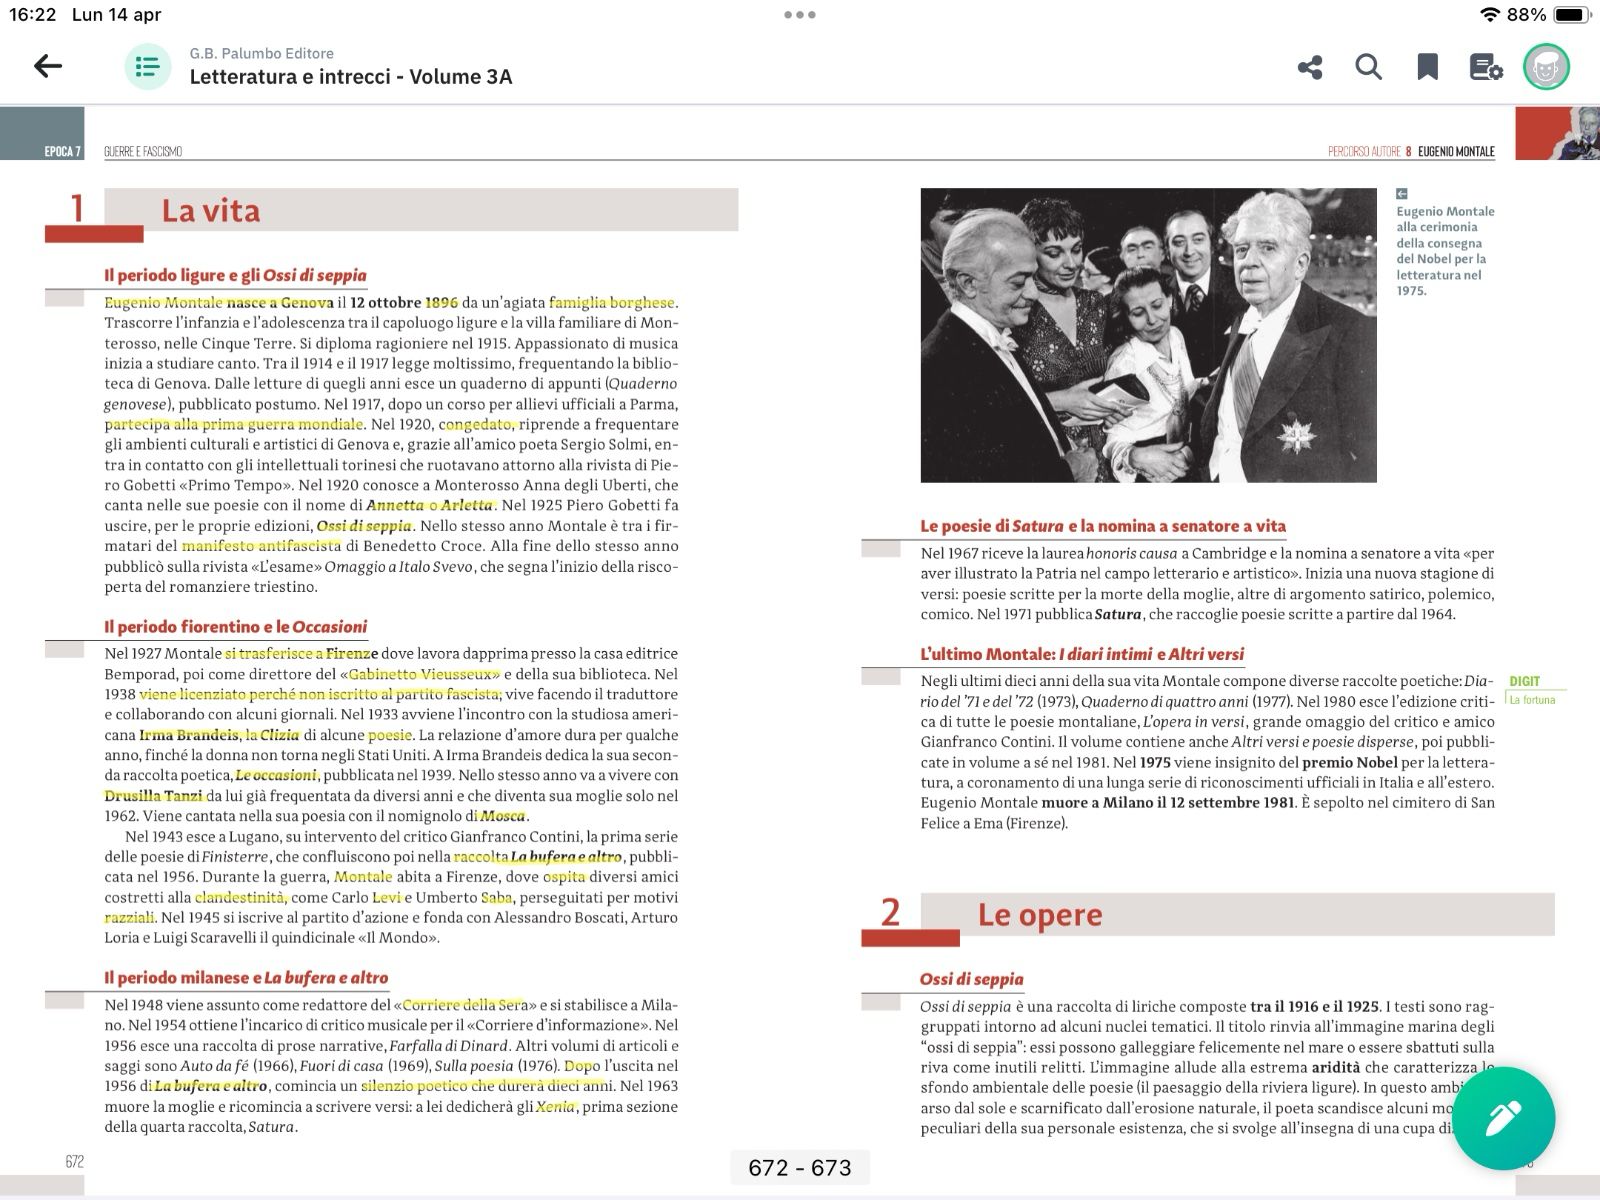 16:22 Lun 14 apr
88%
G.B. Palumbo Editore
Letteratura e intrecci - Volume 3A
EPOCA 7 GUERRE E FASCISMO
1 La vita
Il periodo ligure e gli Ossi di seppia
Eugenio Montale nasce a Genova il 12 ottobre 1896 da un'agiata famiglia borghese.
Trascorre l'infanzia e l'adolescenza tra il capoluogo ligure e la villa familiare di Mon-
terosso, nelle Cinque Terre. Si diploma ragioniere nel 1915. Appassionato di musica
inizia a studiare canto. Tra il 1914 e il 1917 legge moltissimo, frequentando la biblio-
teca di Genova. Dalle letture di quegli anni esce un quaderno di appunti (Quaderno
genovese), pubblicato postumo. Nel 1917, dopo un corso per allievi ufficiali a Parma,
partecipa alla prima guerra mondiale. Nel 1920, congedato, riprende a frequentare
gli ambienti culturali e artistici di Genova e, grazie all'amico poeta Sergio Solmi, en-
tra in contatto con gli intellettuali torinesi che ruotavano attorno alla rivista di Pie-
ro Gobetti «Primo Tempo». Nel 1920 conosce a Monterosso Anna degli Uberti, che
canta nelle sue poesie con il nome di Annetta o Arletta. Nel 1925 Piero Gobetti fa
uscire, per le proprie edizioni, Ossi di seppia. Nello stesso anno Montale è tra i fir-
matari del manifesto antifascista di Benedetto Croce. Alla fine dello stesso anno
pubblicò sulla rivista «L'esame» Omaggio a Italo Svevo, che segna l'inizio della risco-
perta del romanziere triestino.
Il periodo fiorentino e le Occasioni
Nel 1927 Montale si trasferisce a Firenze dove lavora dapprima presso la casa editrice
Bemporad, poi come direttore del «Gabinetto Vieusseux» e della sua biblioteca. Nel
1938 viene licenziato perché non iscritto al partito fascista; vive facendo il traduttore
e collaborando con alcuni giornali. Nel 1933 avviene l'incontro con la studiosa ameri-
cana Irma Brandeis, la Clizia di alcune poesie. La relazione d'amore dura per qualche
anno, finché la donna non torna negli Stati Uniti. A Irma Brandeis dedica la sua secon-
da raccolta poetica, Le occasioni, pubblicata nel 1939. Nello stesso anno va a vivere con
Drusilla Tanzi da lui già frequentata da diversi anni e che diventa sua moglie solo nel
1962. Viene cantata nella sua poesia con il nomignolo di Mosca.
Nel 1943 esce a Lugano, su intervento del critico Gianfranco Contini, la prima serie
delle poesie di Finisterre, che confluiscono poi nella raccolta La bufera e altro, pubbli-
cata nel 1956. Durante la guerra, Montale abita a Firenze, dove ospita diversi amici
costretti alla clandestinità, come Carlo Levi e Umberto Saba, perseguitati per motivi
razziali. Nel 1945 si iscrive al partito d'azione e fonda con Alessandro Boscati, Arturo
Loria e Luigi Scaravelli il quindicinale «Il Mondo».
Il periodo milanese e La bufera e altro
Nel 1948 viene assunto come redattore del «Corriere della Sera» e si stabilisce a Mila-
no. Nel 1954 ottiene l'incarico di critico musicale per il «Corriere d'informazione». Nel
1956 esce una raccolta di prose narrative, Farfalla di Dinard. Altri volumi di articoli e
saggi sono Auto da fé (1966), Fuori di casa (1969), Sulla poesia (1976). Dopo l'uscita nel
1956 di La bufera e altro, comincia un silenzio poetico che durerà dieci anni. Nel 1963
muore la moglie e ricomincia a scrivere versi: a lei dedicherà gli Xenia, prima sezione
della quarta raccolta, Satura.
672
PERCORSO AUTORE 8 EUGENIO MONTALE
Eugenio Montale
alla cerimonia
della consegna
del Nobel per la
letteratura nel
1975.
Le poesie di Satura e la nomina a senatore a vita
Nel 1967 riceve la laurea honoris causa a Cambridge e la nomina a senatore a vita «per
aver illustrato la Patria nel campo letterario e artistico». Inizia una nuova stagione di
versi: poesie scritte per la morte della moglie, altre di argomento satirico, polemico,
comico. Nel 1971 pubblica Satura, che raccoglie poesie scritte a partire dal 1964.
L'ultimo Montale: I diari intimi e Altri versi
Negli ultimi dieci anni della sua vita Montale compone diverse raccolte poetiche: Dia-
rio del '71 e del '72 (1973), Quaderno di quattro anni (1977). Nel 1980 esce l'edizione criti-
ca di tutte le poesie montaliane, L'opera in versi, grande omaggio del critico e amico
Gianfranco Contini. Il volume contiene anche Altri versi e poesie disperse, poi pubbli-
cate in volume a sé nel 1981. Nel 1975 viene insignito del premio Nobel per la lettera-
tura, a coronamento di una lunga serie di riconoscimenti ufficiali in Italia e all'estero.
Eugenio Montale muore a Milano il 12 settembre 1981. È sepolto nel cimitero di San
Felice a Ema (Firenze).
DIGIT
La fortuna
2 Le opere
Ossi di seppia
Ossi di seppia è una raccolta di liriche composte tra il 1916 e il 1925. I testi sono rag-
gruppati intorno ad alcuni nuclei tematici. Il titolo rinvia all'immagine marina degli
"ossi di seppia": essi possono galleggiare felicemente nel mare o essere sbattuti sulla
riva come inutili relitti. L'immagine allude alla estrema aridità che caratterizza lo
sfondo ambientale delle poesie (il paesaggio della riviera ligure). In questo ambi
arso dal sole e scarnificato dall'erosione naturale, il poeta scandisce alcuni mo
peculiari della sua personale esistenza, che si svolge all'insegna di una cupa di
672 - 673